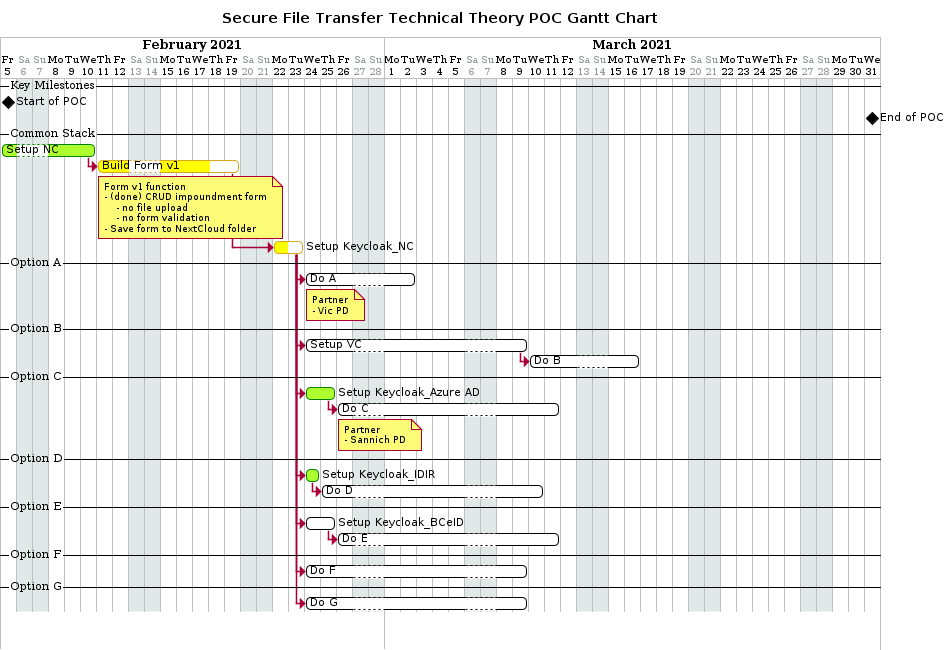 Secure File Transfer Technical Theory POC Gantt Chart
February 2021 March 2021
Fr Sa Su Mo Tu We Th Fr Sa Su Mo Tu We Th Fr Sa Su Mo Tu We Th Fr Sa Su Mo Tu We Th Fr Sa Su Mo Tu We Th Fr Sa Su Mo Tu We Th Fr Sa Su Mo Tu We Th Fr Sa Su Mo Tu We
5 6 7 8 9 10 11 12 13 14 15 16 17 18 19 20 21 22 23 24 25 26 27 28 1 2 3 4 5 6 7 8 9 10 11 12 13 14 15 16 17 18 19 20 21 22 23 24 25 26 27 28 29 30 31
Key Milestones
Start of POC
End of POC
Common Stack
Setup NC
Build Form v1
Form v1 function
- (done) CRUD impoundment form
- no file upload
- no form validation
- Save form to NextCloud folder
Setup Keycloak_NC
Option A
Do A
Partner
- Vic PD
Option B
Setup VC
Do B
Option C
Setup Keycloak_Azure AD
Do C
Partner
- Sannich PD
Option D
Setup Keycloak_IDIR
Do D
Option E
Setup Keycloak_BCeID
Do E
Option F
Do F
Option G
Do G